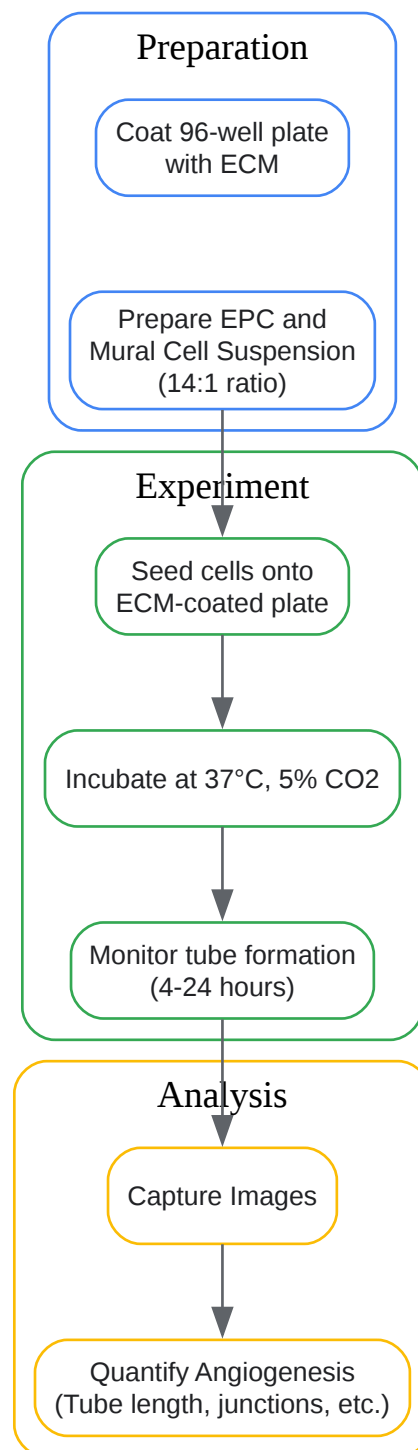 Preparation
Coat 96-well plate
with ECM
Prepare EPC and
Mural Cell Suspension
(14:1 ratio)
Experiment
Seed cells onto
ECM-coated plate
Incubate at 37°C, 5% CO2
Monitor tube formation
(4-24 hours)
Analysis
Capture Images
Quantify Angiogenesis
(Tube length, junctions, etc.)